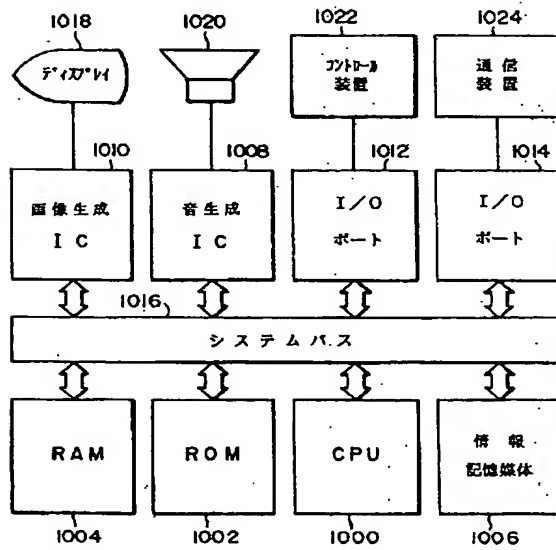 1018
1020
1022
1024
ディスプレイ
コントロール
装置
通信
装置
1010
1008
1012
1014
画像生成
IC
音生成
IC
I/O
ポート
I/O
ポート
1016
システムバス
RAM
ROM
CPU
情報
記憶媒体
1004
1002
1000
1006